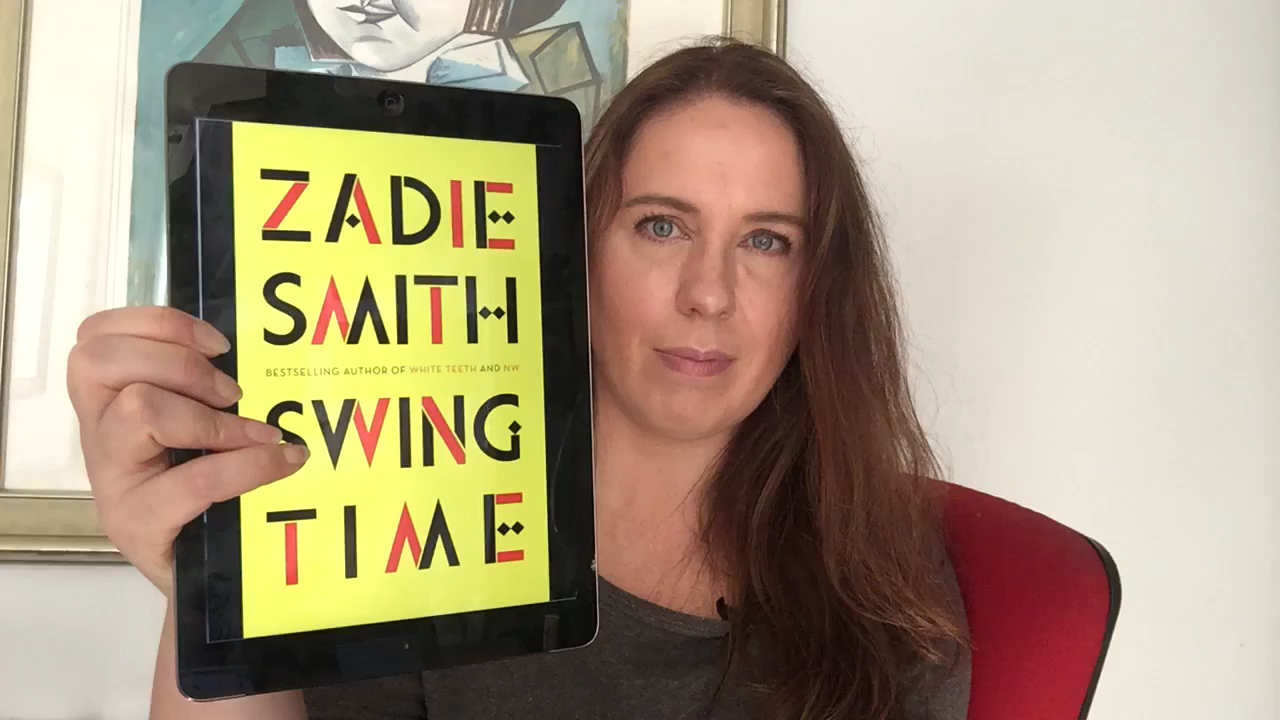 ZADIE
SMITH
BESTSELLING AUTHOR OF WHITE TEETH AND NW
SWING
TIME